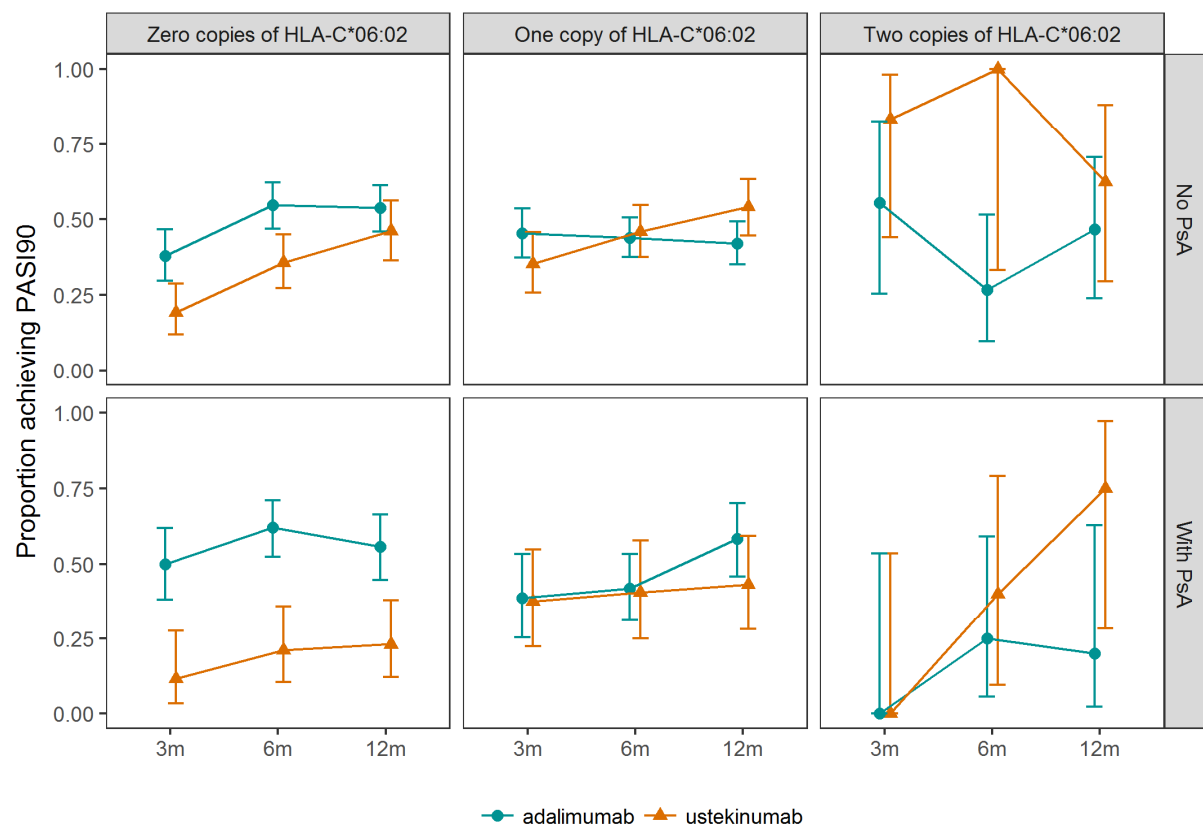 Zero copies of HLA-C*06:02
One copy of HLA-C*06:02
Two copies of HLA-C*06:02
Proportion achieving PASI90
1.00
0.75
0.50
0.25
0.00
No PsA
1.00
0.75
0.50
0.25
0.00
With PsA
3m 6m 12m
3m 6m 12m
3m 6m 12m
adalimumab ustekinumab